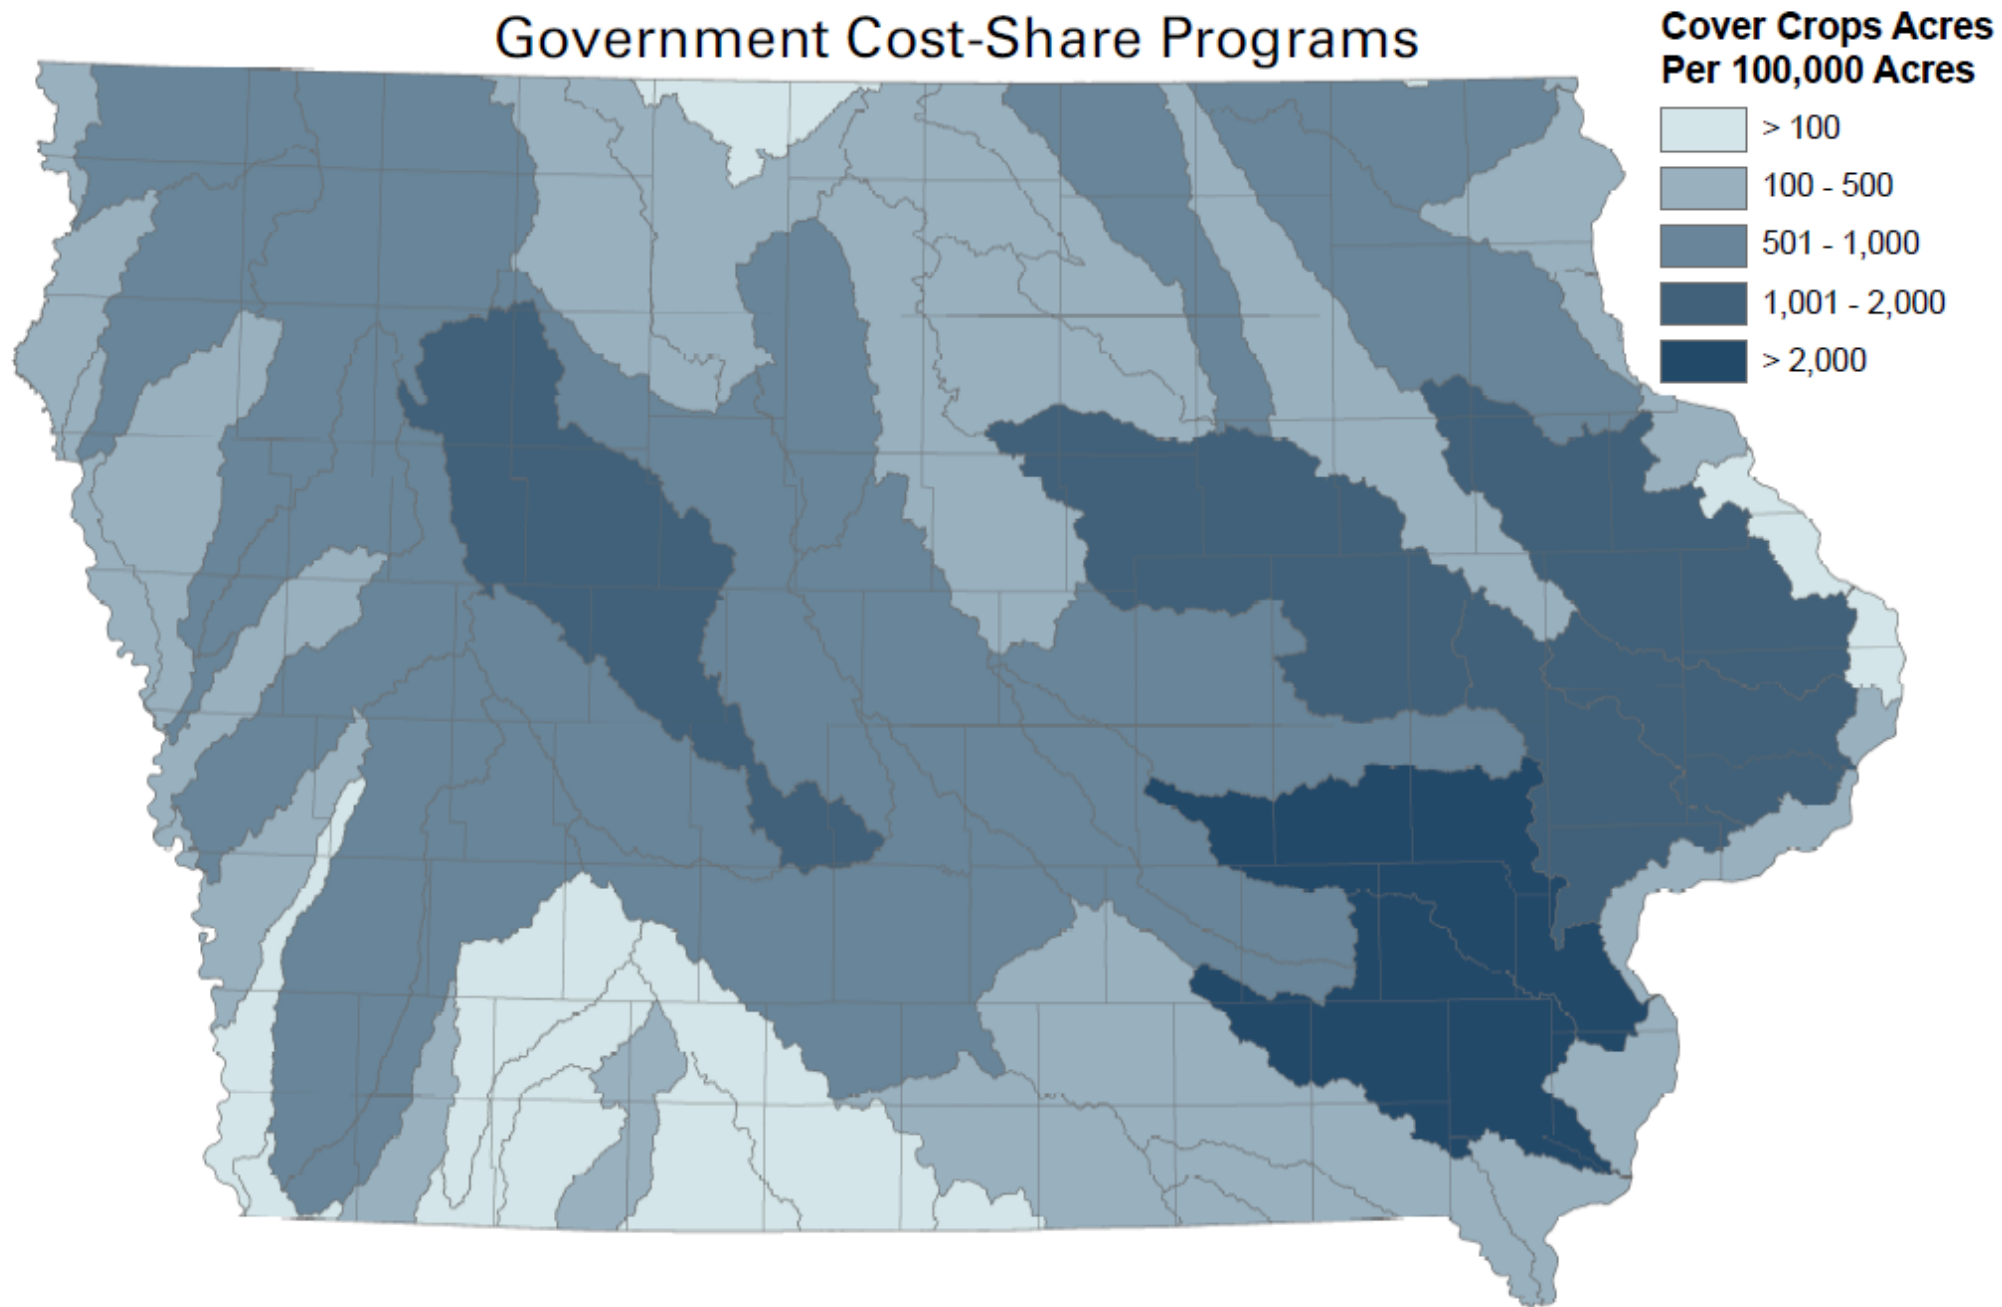 Government Cost-Share Programs
Cover Crops Acres
Per 100,000 Acres
> 100
100 - 500
501 - 1,000
1,001 - 2,000
> 2,000